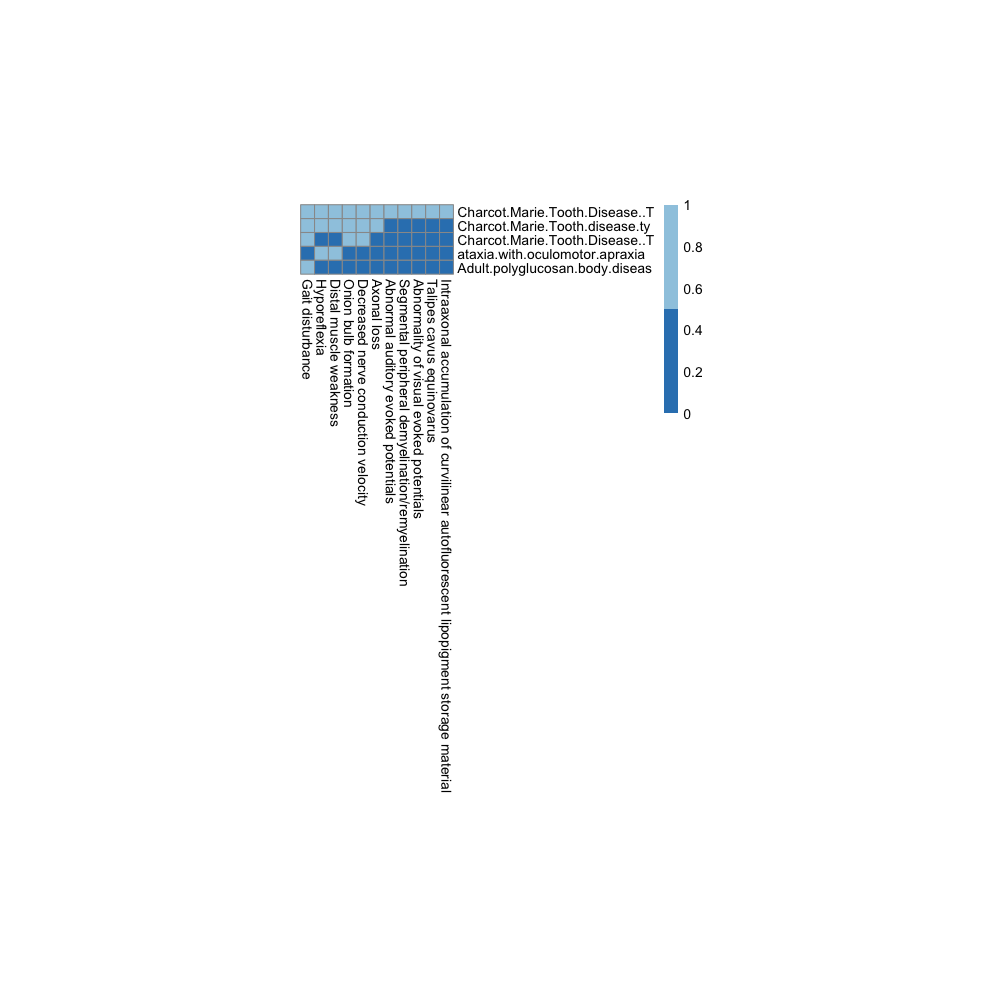 Charcot.Marie.Tooth.Disease..T
Charcot.Marie.Tooth.disease.ty
Charcot.Marie.Tooth.Disease..T
ataxia.with.oculomotor.apraxia
Adult.polyglucosan.body.diseas
1
0.8
0.6
0.4
0.2
0
Gait disturbance
Hyporeflexia
Distal muscle weakness
Onion bulb formation
Decreased nerve conduction velocity
Axonal loss
Abnormal auditory evoked potentials
Segmental peripheral demyelination/remyelination
Abnormality of visual evoked potentials
Talipes cavus equinovarus
Intraaxonal accumulation of curvilinear autofluorescent lipopigment storage material